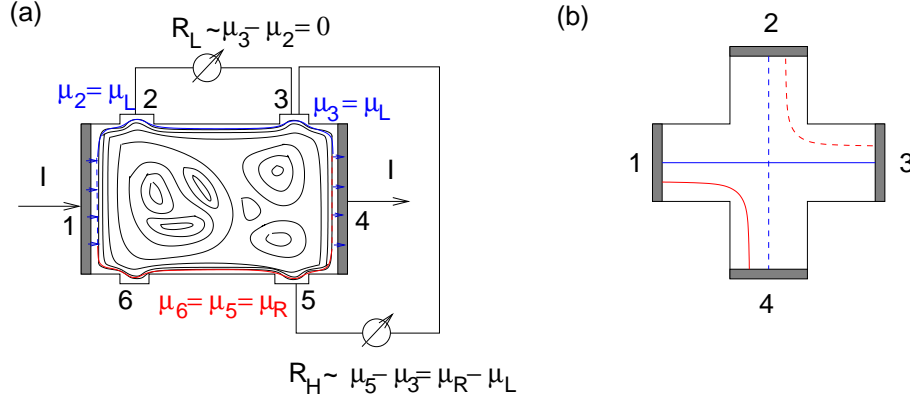 (a)
R_L ~ μ_3 − μ_2 = 0
μ_2 = μ_L
2
3
μ_3 = μ_L
I
I
1
4
6
μ_6 = μ_5 = μ_R
5
R_H ~ μ_5 − μ_3 = μ_R − μ_L
(b)
2
1
3
4